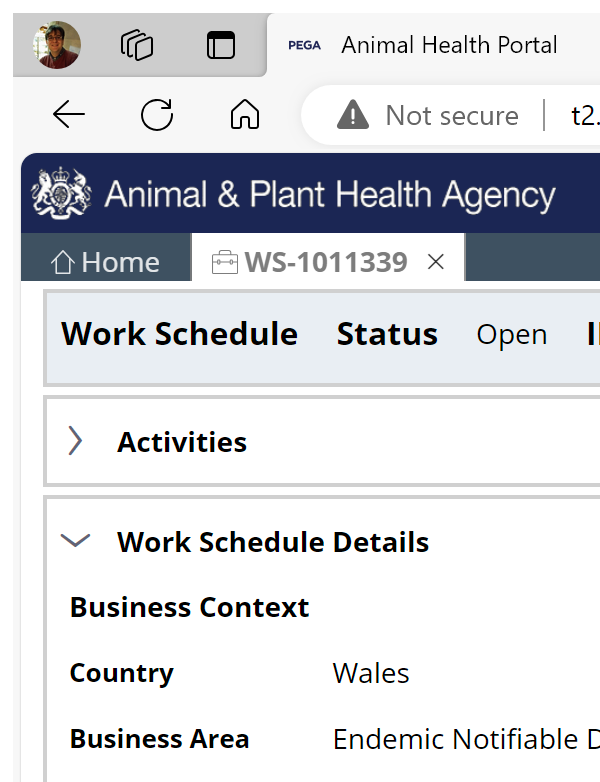 PEGA Animal Health Portal
Not secure t2.
Animal & Plant Health Agency
Home WS-1011339
Work Schedule Status Open
Activities
Work Schedule Details
Business Context
Country Wales
Business Area Endemic Notifiable